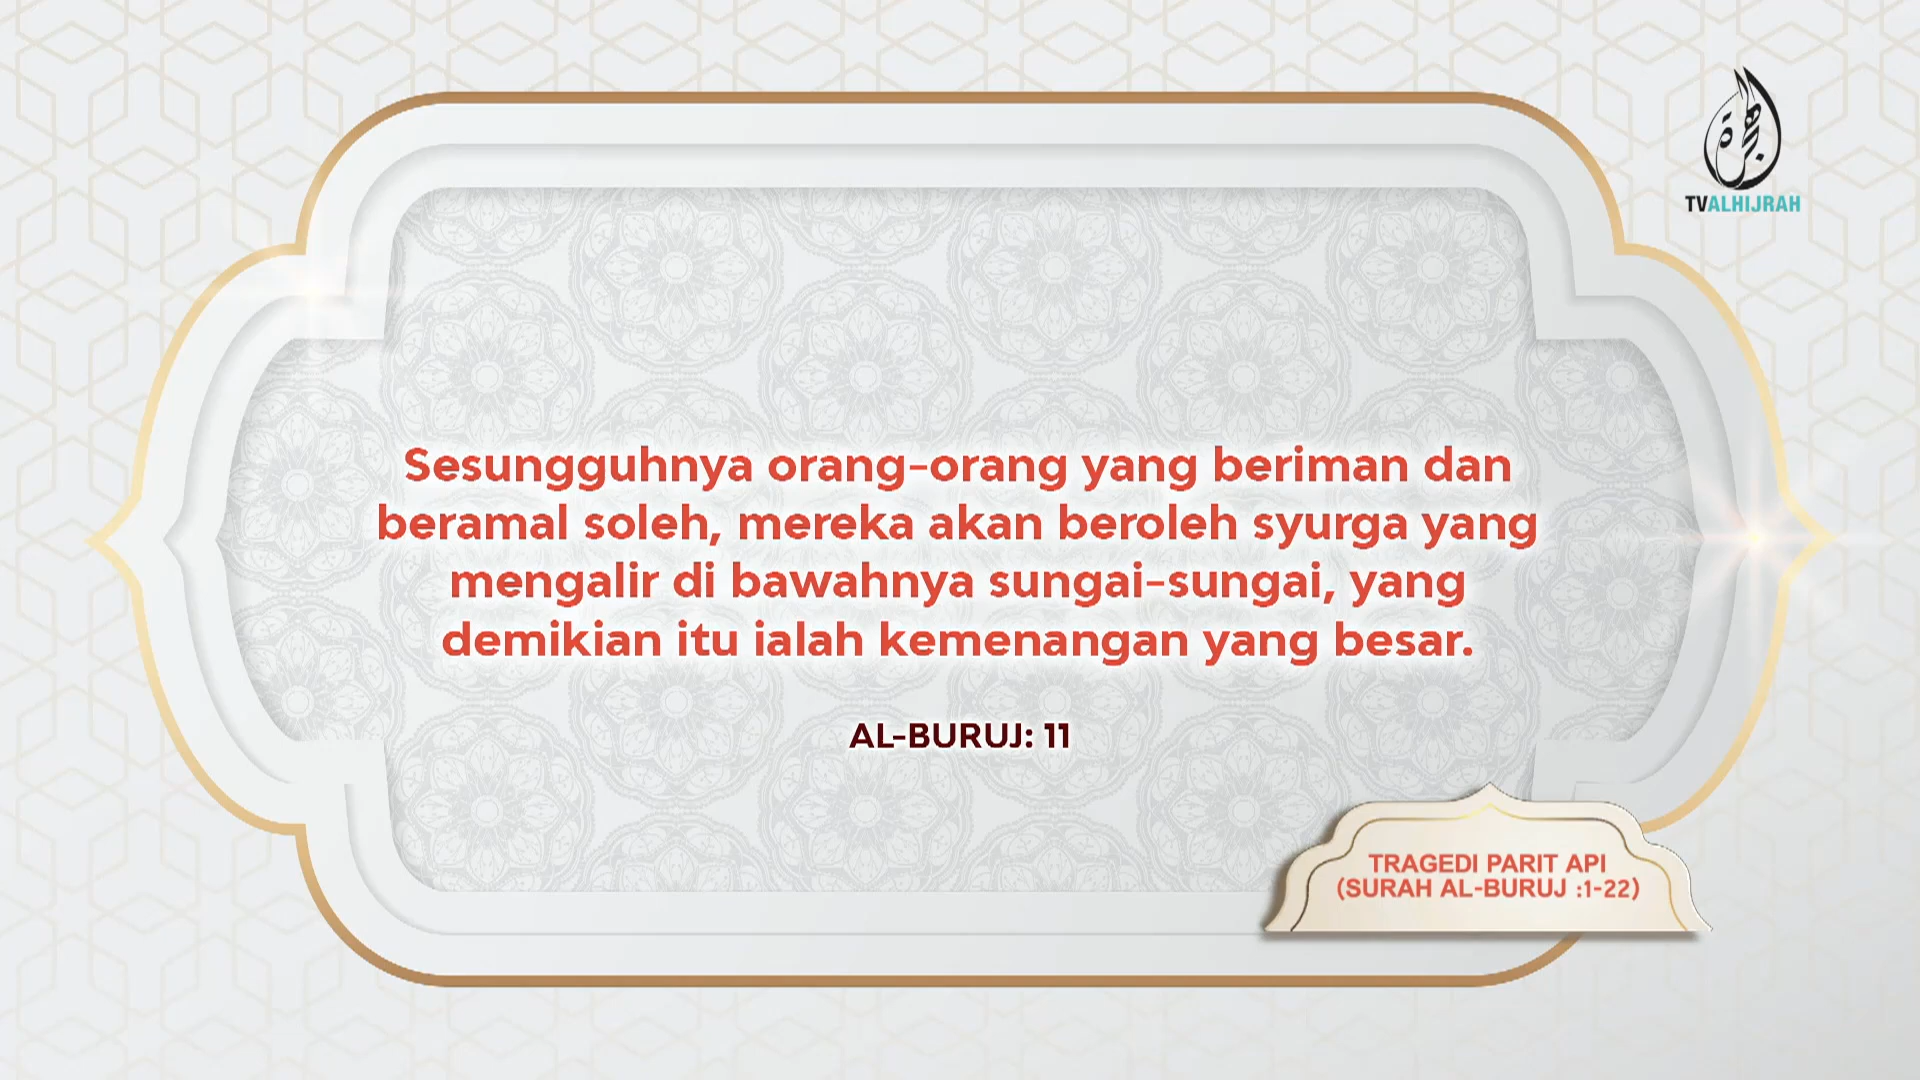 الهجرة
TVALHIJRAH
Sesungguhnya orang-orang yang beriman dan
beramal soleh, mereka akan beroleh syurga yang
mengalir di bawahnya sungai-sungai, yang
demikian itu ialah kemenangan yang besar.
AL-BURUJ: 11
TRAGEDI PARIT API
(SURAH AL-BURUJ :1-22)